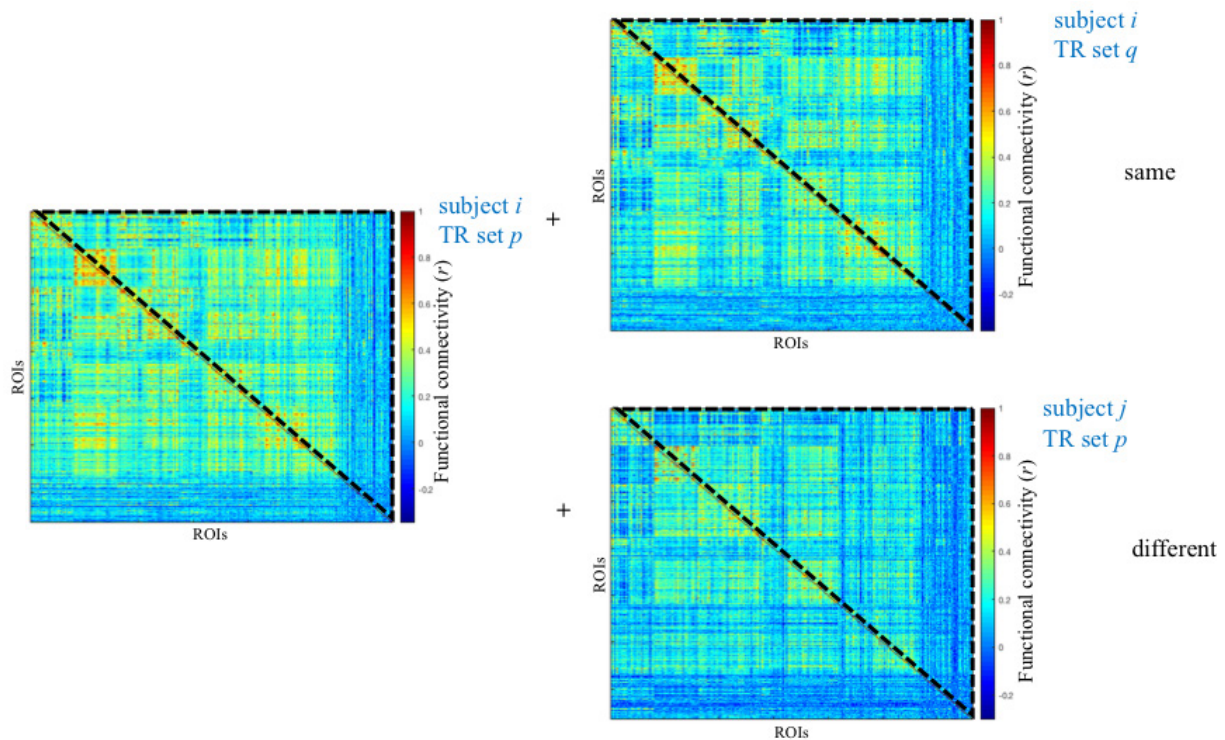 subject i
TR set p
1
0.8
0.6
0.4
0.2
0
-0.2
Functional connectivity (r)
ROIs
ROIs
+
subject i
TR set q
1
0.8
0.6
0.4
0.2
0
-0.2
Functional connectivity (r)
ROIs
ROIs
same
+
subject j
TR set p
1
0.8
0.6
0.4
0.2
0
-0.2
Functional connectivity (r)
ROIs
ROIs
different